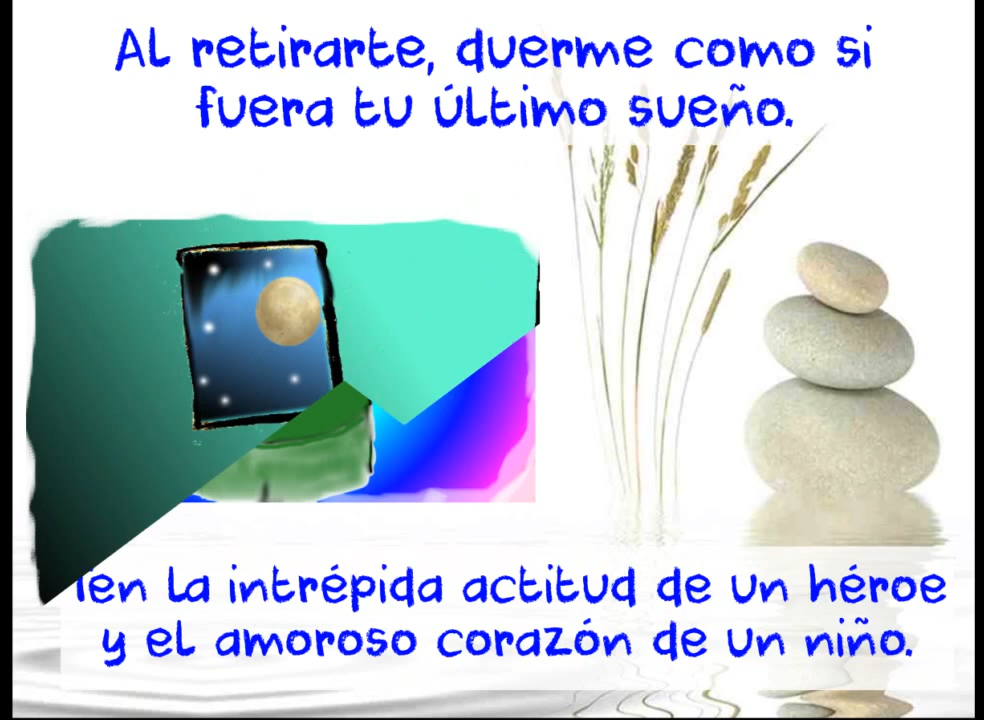 Al retirarte, duerme como si
fuera tu último sueño.
Ten la intrépida actitud de un héroe
y el amoroso corazón de un niño.